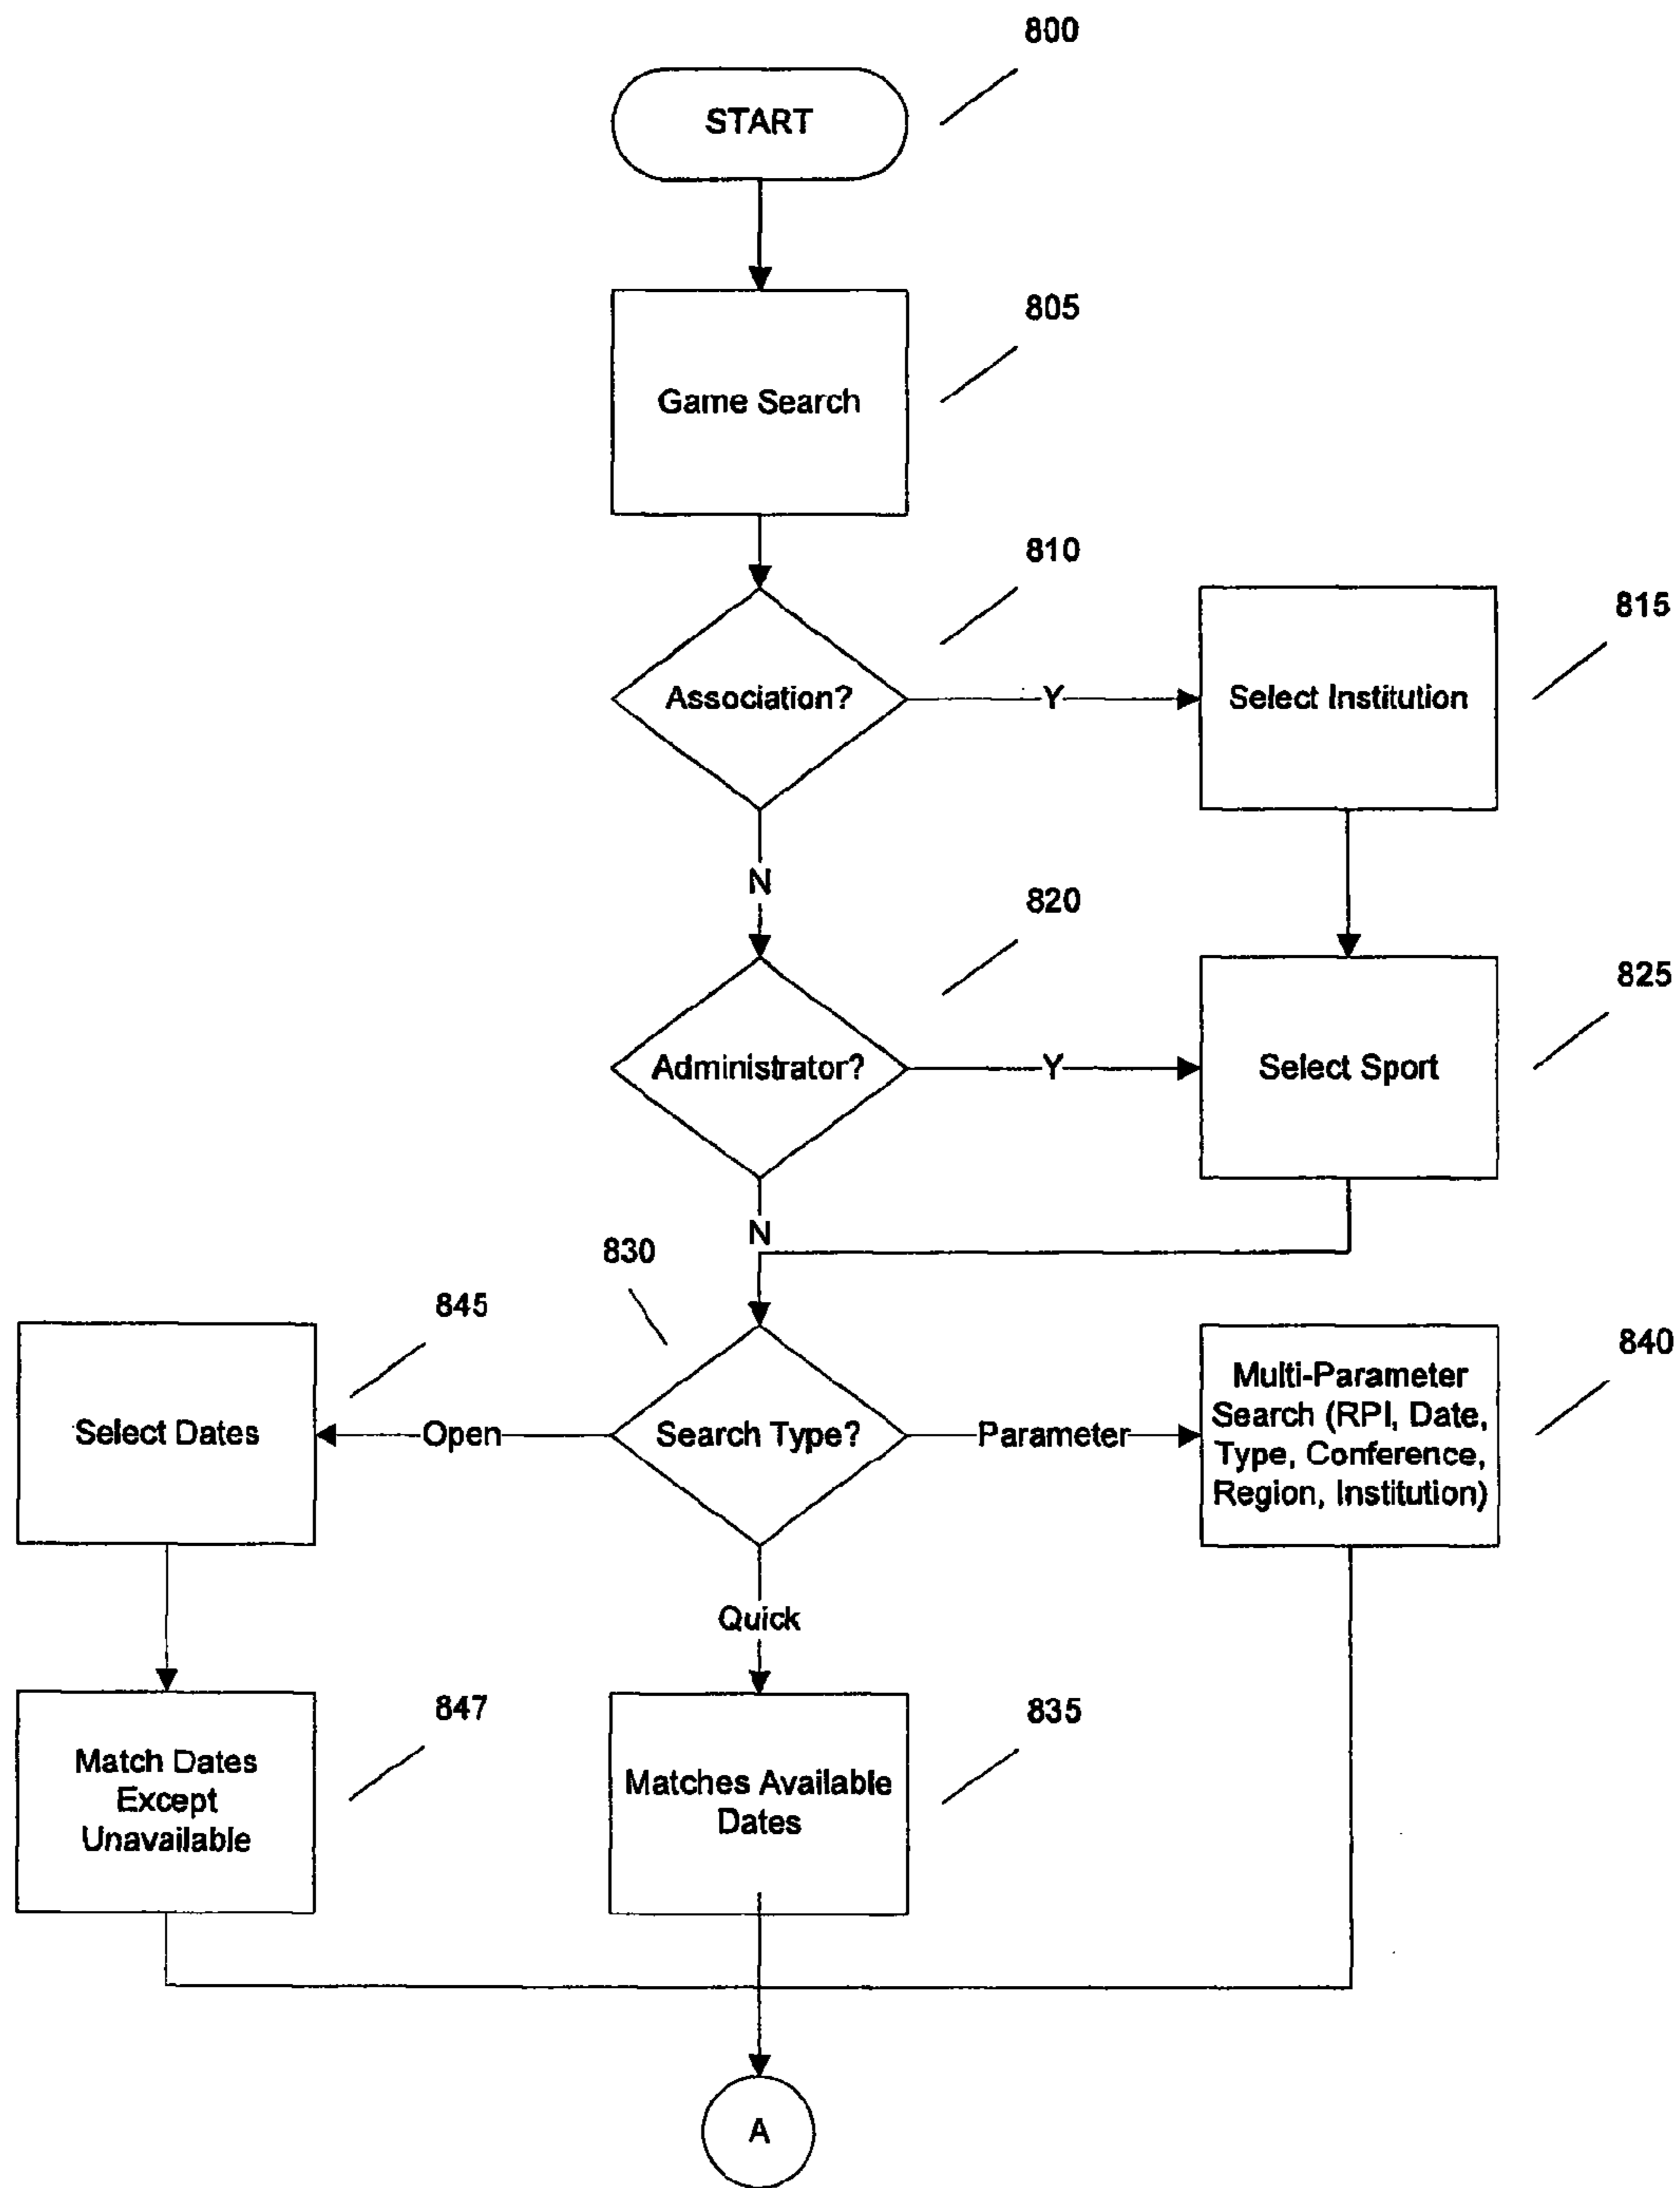 800
START
805
Game Search
810
815
Association?
Y
Select Institution
N
820
825
Administrator?
Y
Select Sport
N
830
845
840
Select Dates
Open
Search Type?
Parameter
Multi-Parameter
Search (RPI, Date,
Type, Conference,
Region, Institution)
Quick
847
835
Match Dates
Except
Unavailable
Matches Available
Dates
A